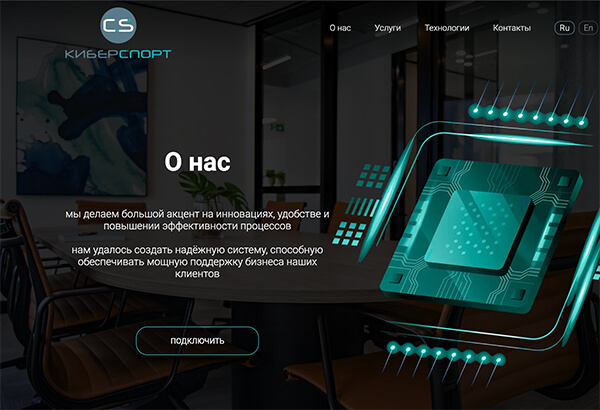 CS
КИБЕРСПОРТ
О нас Услуги Технологии Контакты Ru En
О нас
мы делаем большой акцент на инновациях, удобстве и
повышении эффективности процессов
нам удалось создать надёжную систему, способную
обеспечивать мощную поддержку бизнеса наших
клиентов
подключить